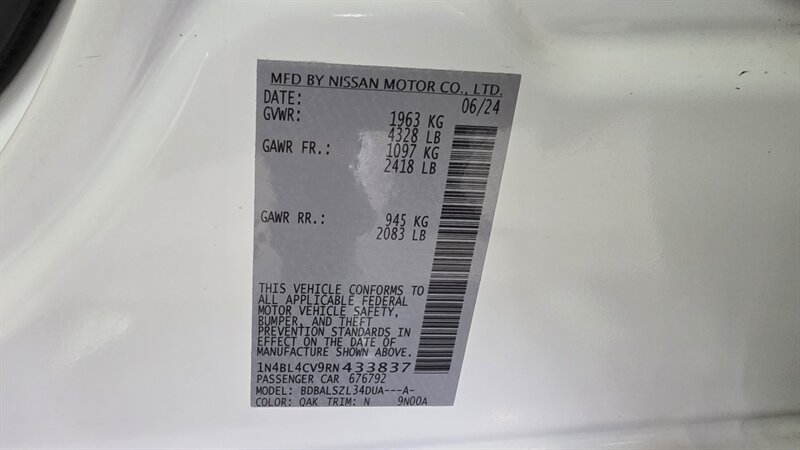 MFD BY NISSAN MOTOR CO., LTD.
DATE: 06/24
GVWR: 1963 KG
4328 LB
GAWR FR.: 1097 KG
2418 LB
GAWR RR.: 945 KG
2083 LB
THIS VEHICLE CONFORMS TO
ALL APPLICABLE FEDERAL
MOTOR VEHICLE SAFETY,
BUMPER, AND THEFT
PREVENTION STANDARDS IN
EFFECT ON THE DATE OF
MANUFACTURE SHOWN ABOVE.
1N4BL4CV9RN433837
PASSENGER CAR 676792
MODEL: BDBALSZL34DUA---A-
COLOR: QAK TRIM: N 9N00A